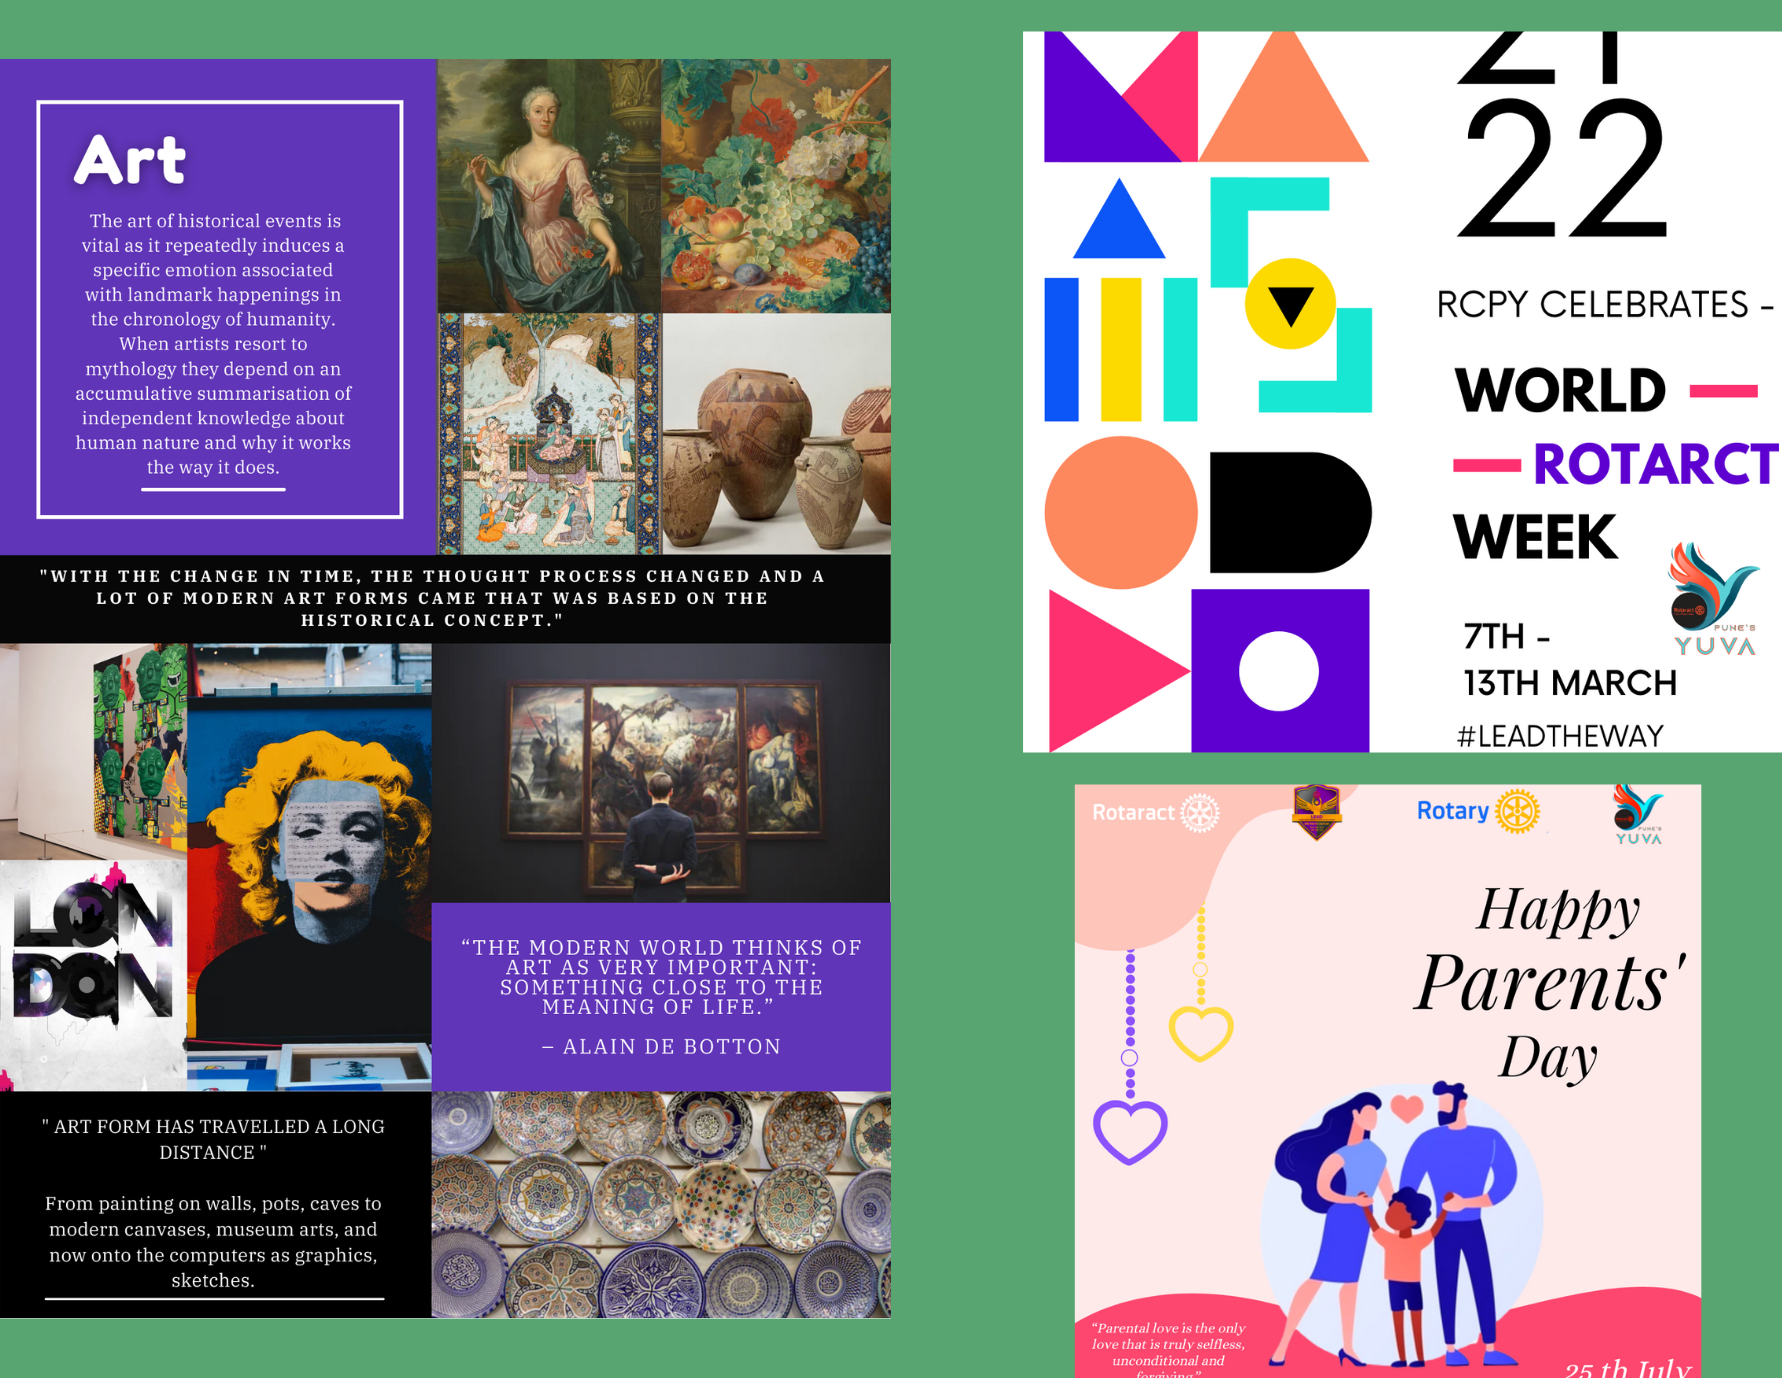 Art
The art of historical events is
vital as it repeatedly induces a
specific emotion associated
with landmark happenings in
the chronology of humanity.
When artists resort to
mythology they depend on an
accumulative summarisation of
independent knowledge about
human nature and why it works
the way it does.
"WITH THE CHANGE IN TIME, THE THOUGHT PROCESS CHANGED AND A
LOT OF MODERN ART FORMS CAME THAT WAS BASED ON THE
HISTORICAL CONCEPT."
LON
DON
“THE MODERN WORLD THINKS OF
ART AS VERY IMPORTANT:
SOMETHING CLOSE TO THE
MEANING OF LIFE.”
– ALAIN DE BOTTON
" ART FORM HAS TRAVELLED A LONG
DISTANCE "
From painting on walls, pots, caves to
modern canvases, museum arts, and
now onto the computers as graphics,
sketches.
21
22
RCPY CELEBRATES -
WORLD
ROTARCT
WEEK
PUNE'S
YUVA
7TH -
13TH MARCH
#LEADTHEWAY
Rotaract
Rotary
PUNE'S
YUVA
Happy
Parents'
Day
“Parental love is the only
love that is truly selfless,
unconditional and
forgiving”
25 th July